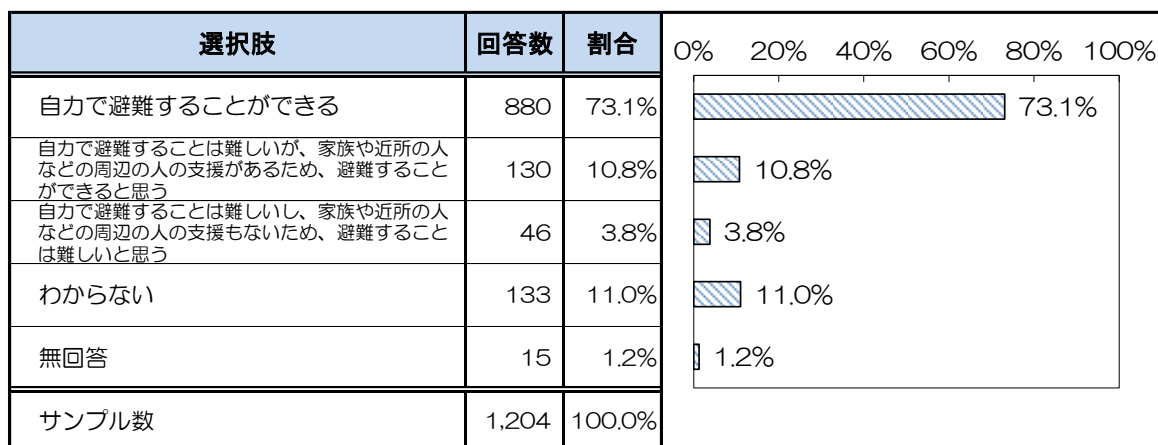 選択肢 回答数 割合
自力で避難することができる 880 73.1%
自力で避難することは難しいが、家族や近所の人
などの周辺の人の支援があるため、避難すること
ができると思う
130 10.8%
自力で避難することは難しいし、家族や近所の人
などの周辺の人の支援もないため、避難すること
は難しいと思う
46 3.8%
わからない 133 11.0%
無回答 15 1.2%
サンプル数 1,204 100.0%
0% 20% 40% 60% 80% 100%
73.1%
10.8%
3.8%
11.0%
1.2%